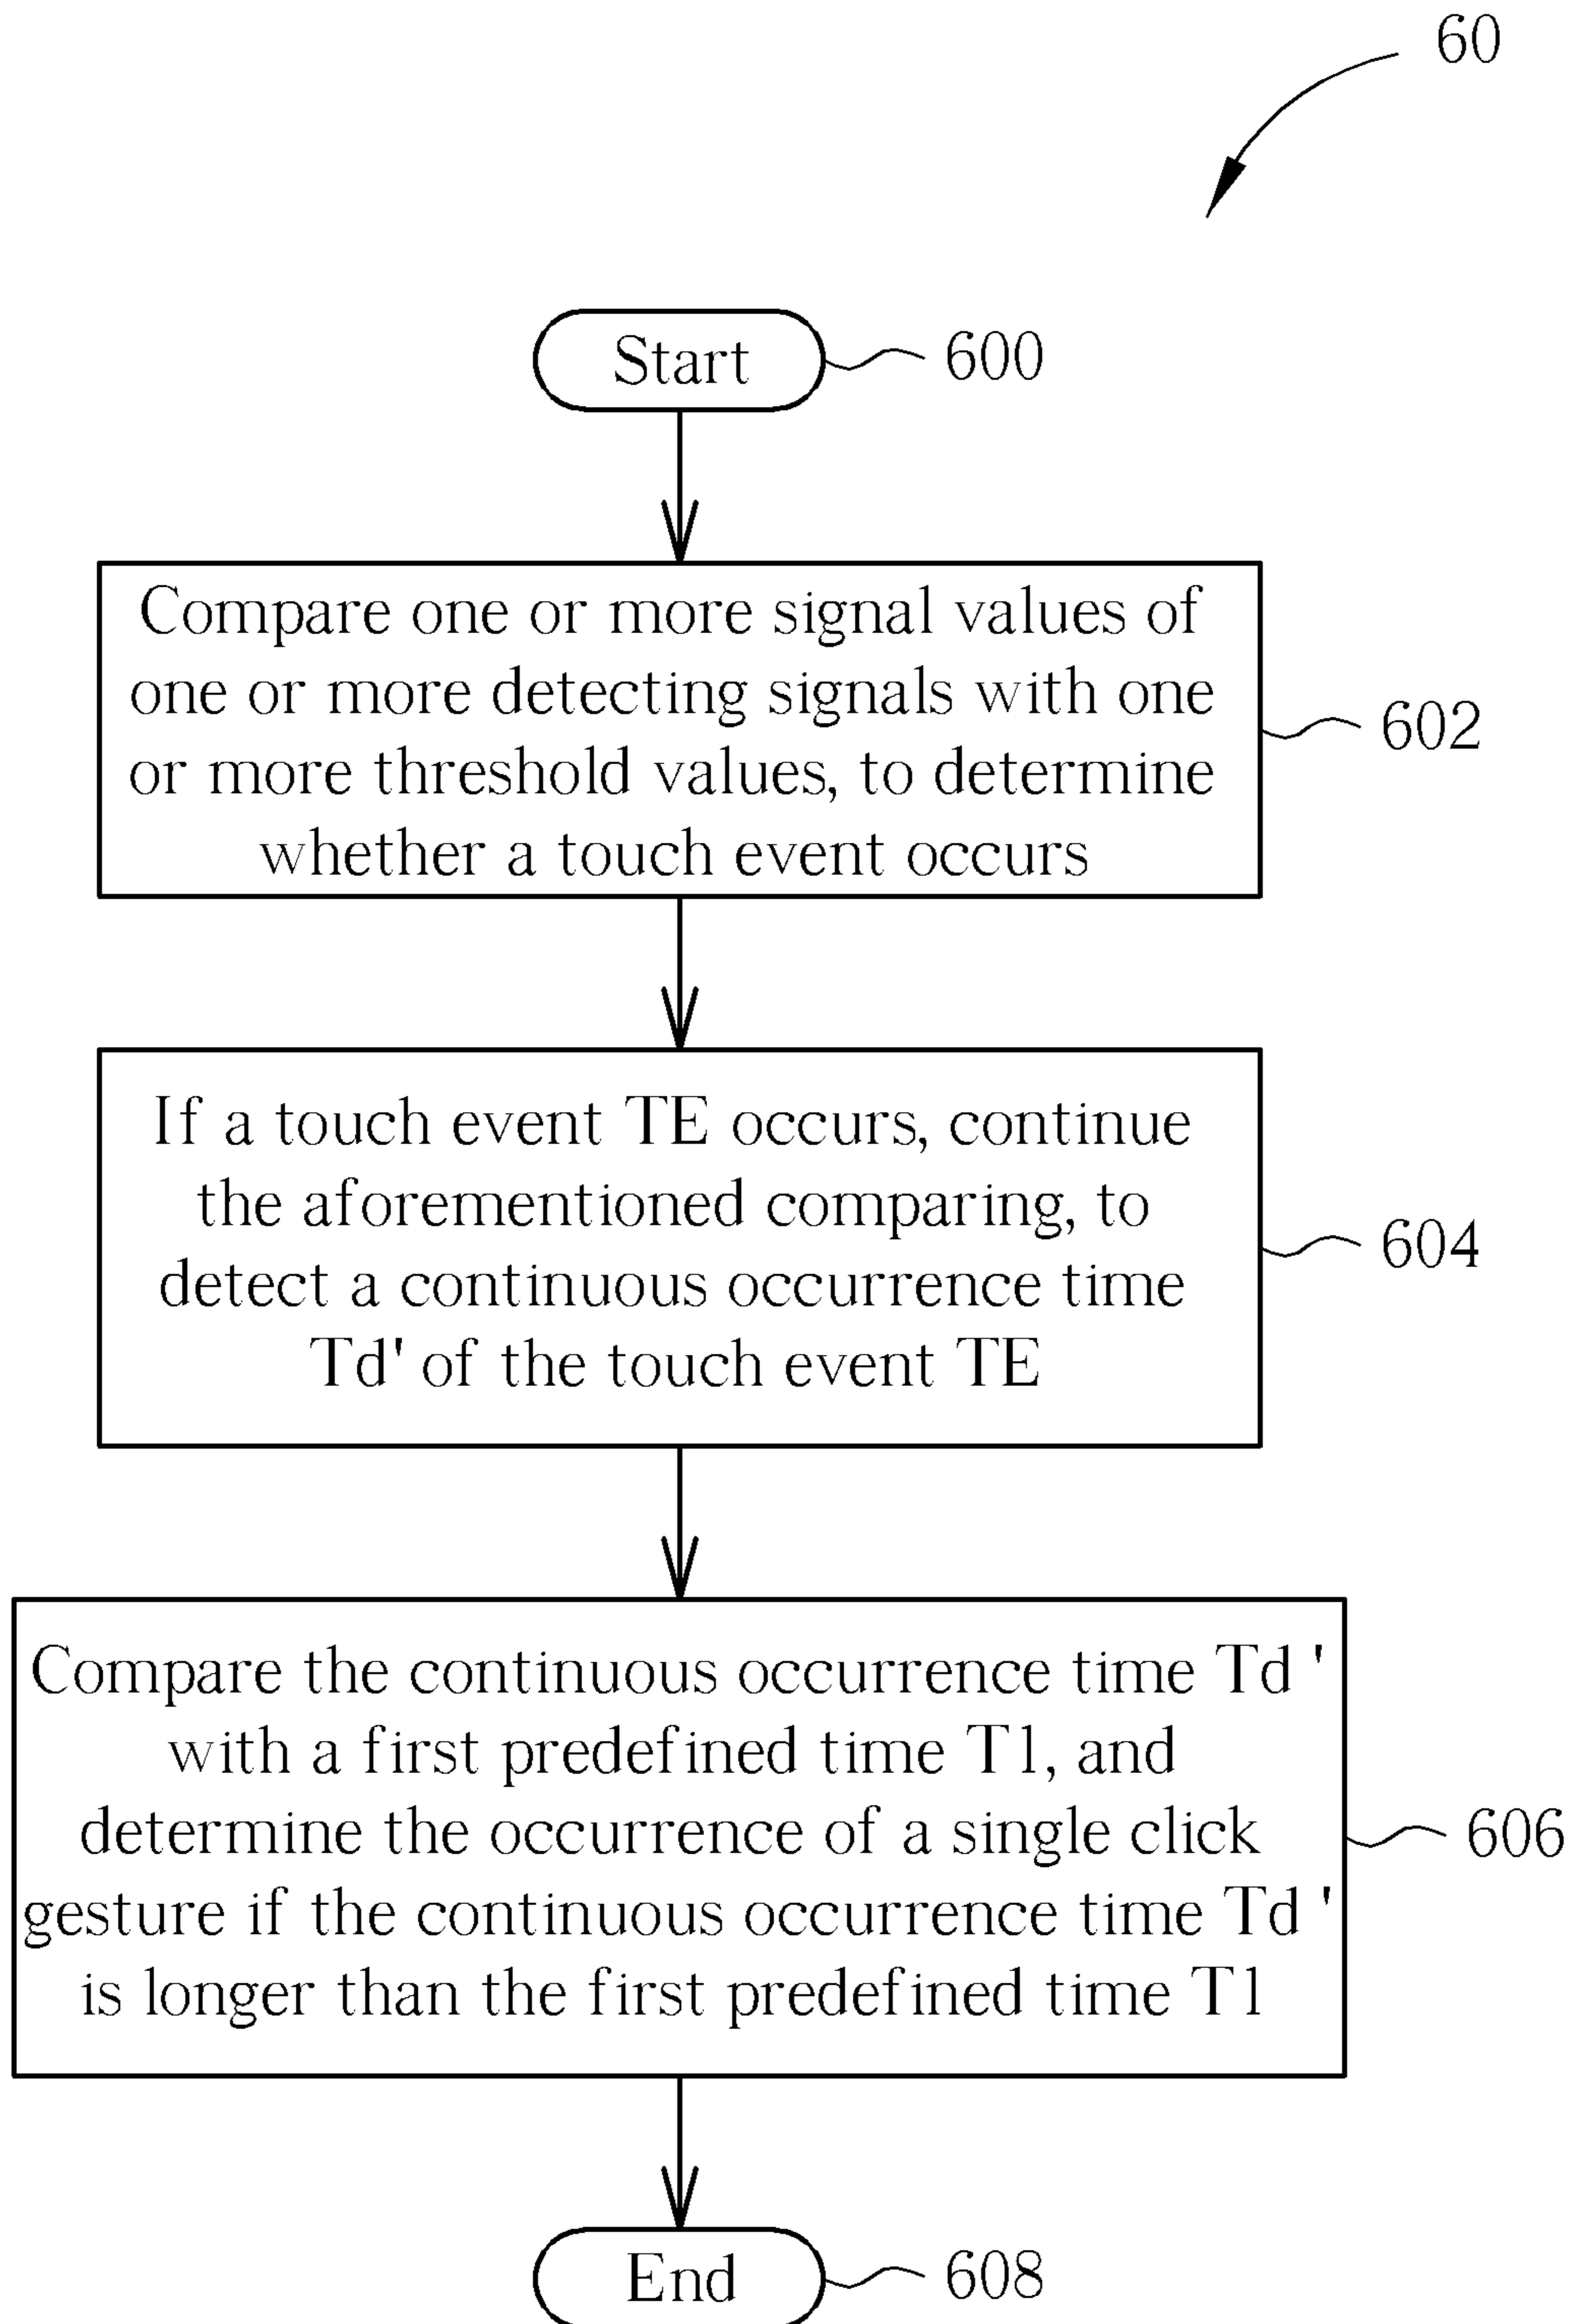 60
Start
600
Compare one or more signal values of
one or more detecting signals with one
or more threshold values, to determine
whether a touch event occurs
602
If a touch event TE occurs, continue
the aforementioned comparing, to
detect a continuous occurrence time
Td' of the touch event TE
604
Compare the continuous occurrence time Td '
with a first predefined time T1, and
determine the occurrence of a single click
gesture if the continuous occurrence time Td '
is longer than the first predefined time T1
606
End
608